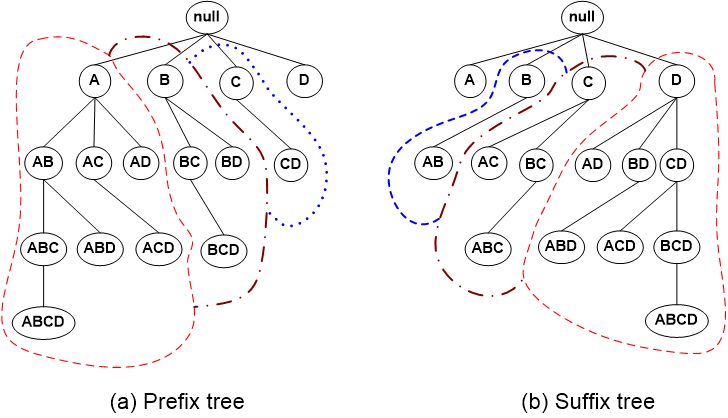 null null
A B C D A B C D
AB AC AD BC BD CD AB AC BC AD BD CD
ABC ABD ACD BCD ABC ABD ACD BCD
ABCD ABCD
(a) Prefix tree (b) Suffix tree